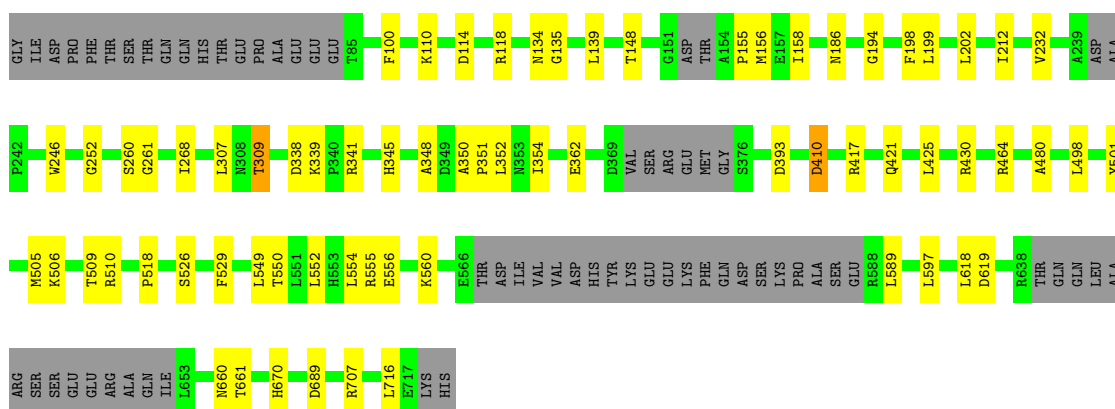 GLY ILE ASP PRO PHE THR SER THR THR GLN GLN HIS THR GLU PRO ALA GLU GLU GLU T85 F100 K110 D114 R118 N134 G135 L139 T148 G151 ASP THR A154 P155 M156 E157 I158 N186 G194 F198 L199 L202 I212 V232 A239 ASP ALA
P242 W246 G252 S260 G261 I268 L307 N308 T309 D338 K339 P340 R341 H345 A348 D349 A350 P351 L352 N353 I354 E362 D369 VAL SER ARG GLU MET GLY S376 D393 D410 R417 Q421 L425 R430 R464 A480 L498
M505 K506 T509 R510 P518 S526 F529 L549 T550 L551 L552 H553 L554 R555 E556 K560 E566 THR ASP ILE VAL VAL ASP HIS TYR LYS GLU GLU LYS PHE GLN ASP SER LYS PRO ALA SER GLU R588 L589 L597 L618 D619 R638 THR GLN GLN LEU ALA
ARG SER SER GLU GLU ARG ALA GLN ILE L653 N660 T661 H670 D689 R707 L716 E717 LYS HIS